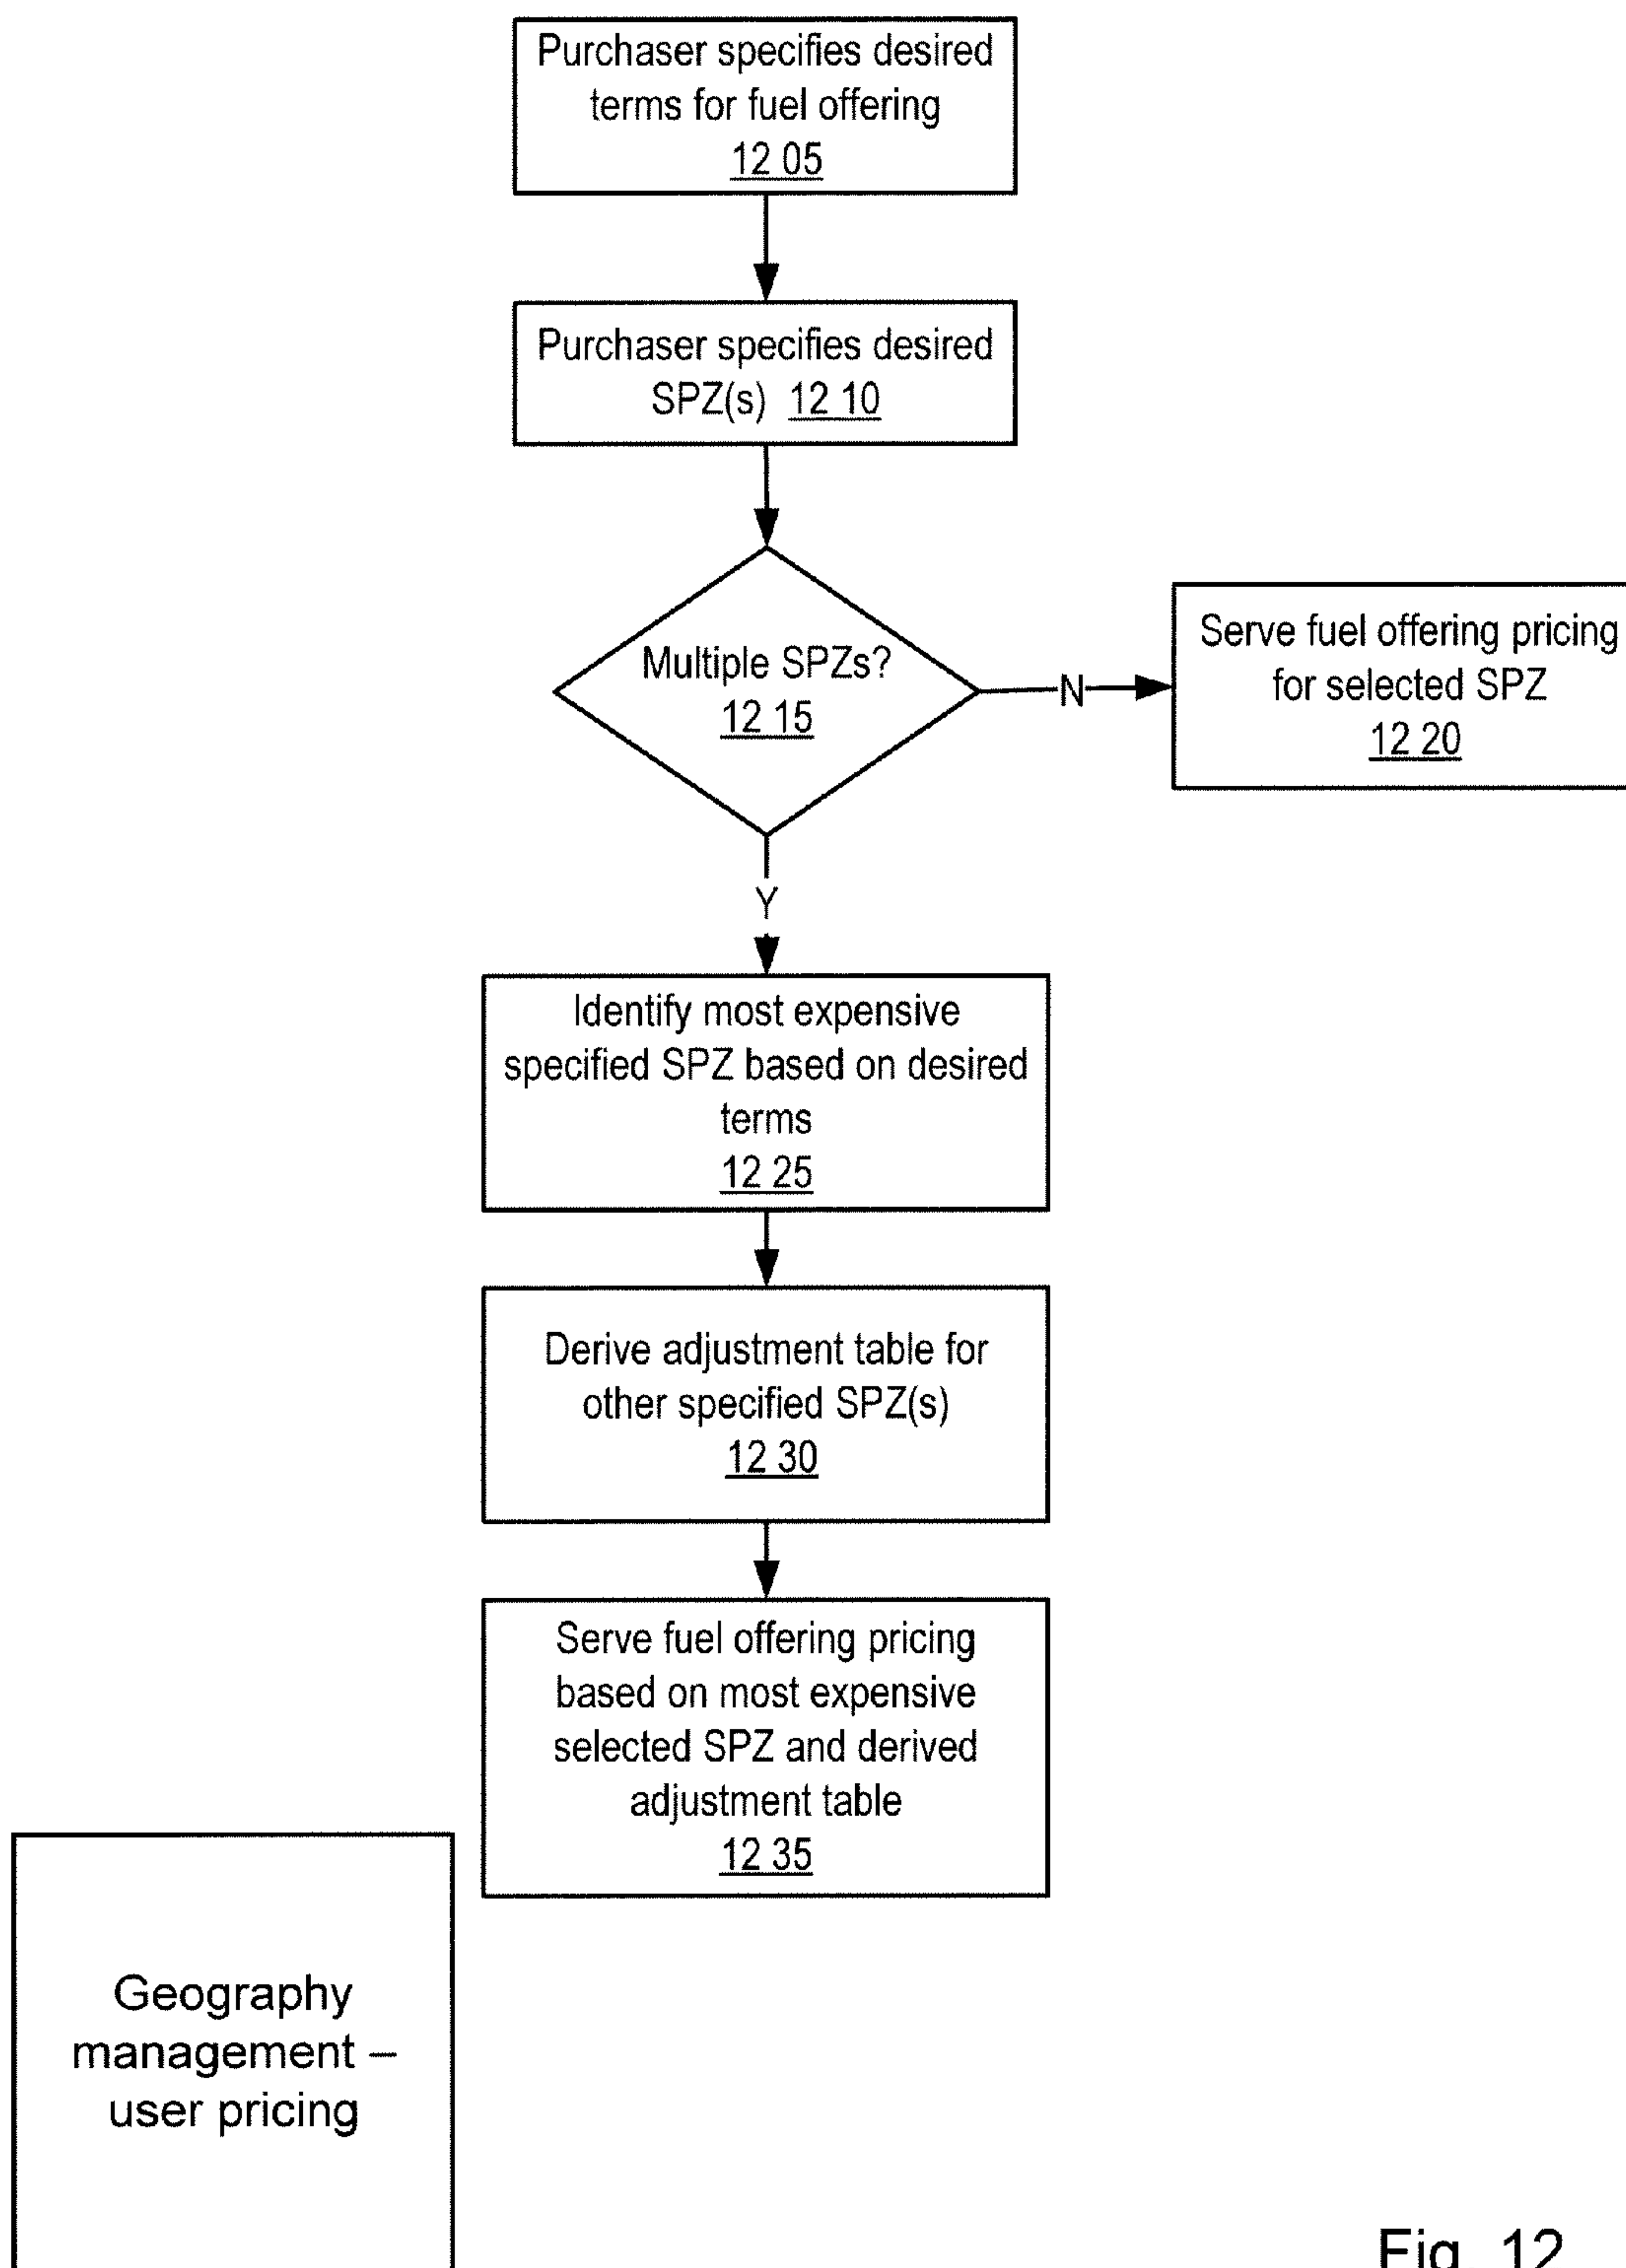 Purchaser specifies desired
terms for fuel offering
12 05
Purchaser specifies desired
SPZ(s) 12 10
Multiple SPZs?
12 15
N
Serve fuel offering pricing
for selected SPZ
12 20
Y
Identify most expensive
specified SPZ based on desired
terms
12 25
Derive adjustment table for
other specified SPZ(s)
12 30
Serve fuel offering pricing
based on most expensive
selected SPZ and derived
adjustment table
12 35
Geography
management –
user pricing
Fig. 12